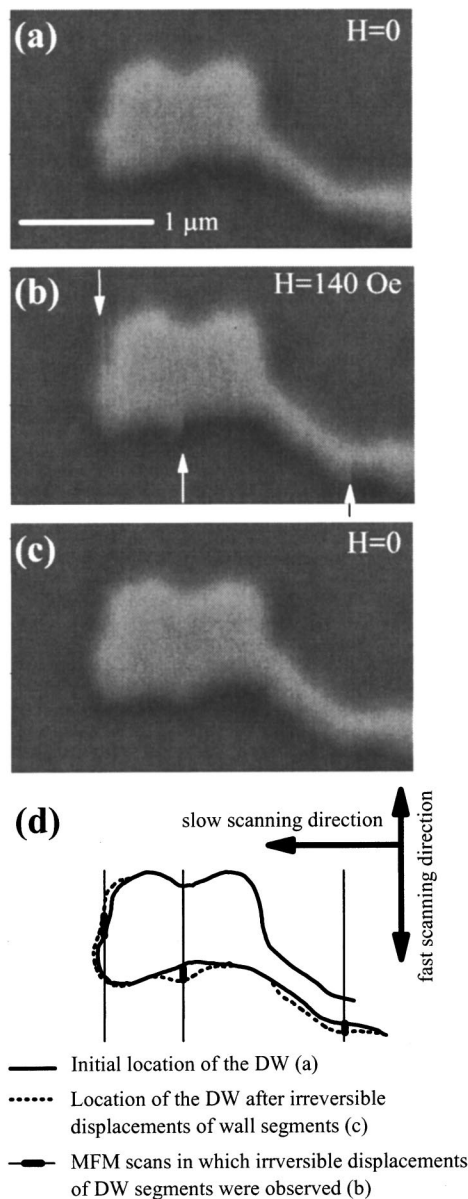 (a)
H=0
1 μm
(b)
H=140 Oe
(c)
H=0
(d)
slow scanning direction
fast scanning direction
Initial location of the DW (a)
Location of the DW after irreversible
displacements of wall segments (c)
MFM scans in which irrversible displacements
of DW segments were observed (b)